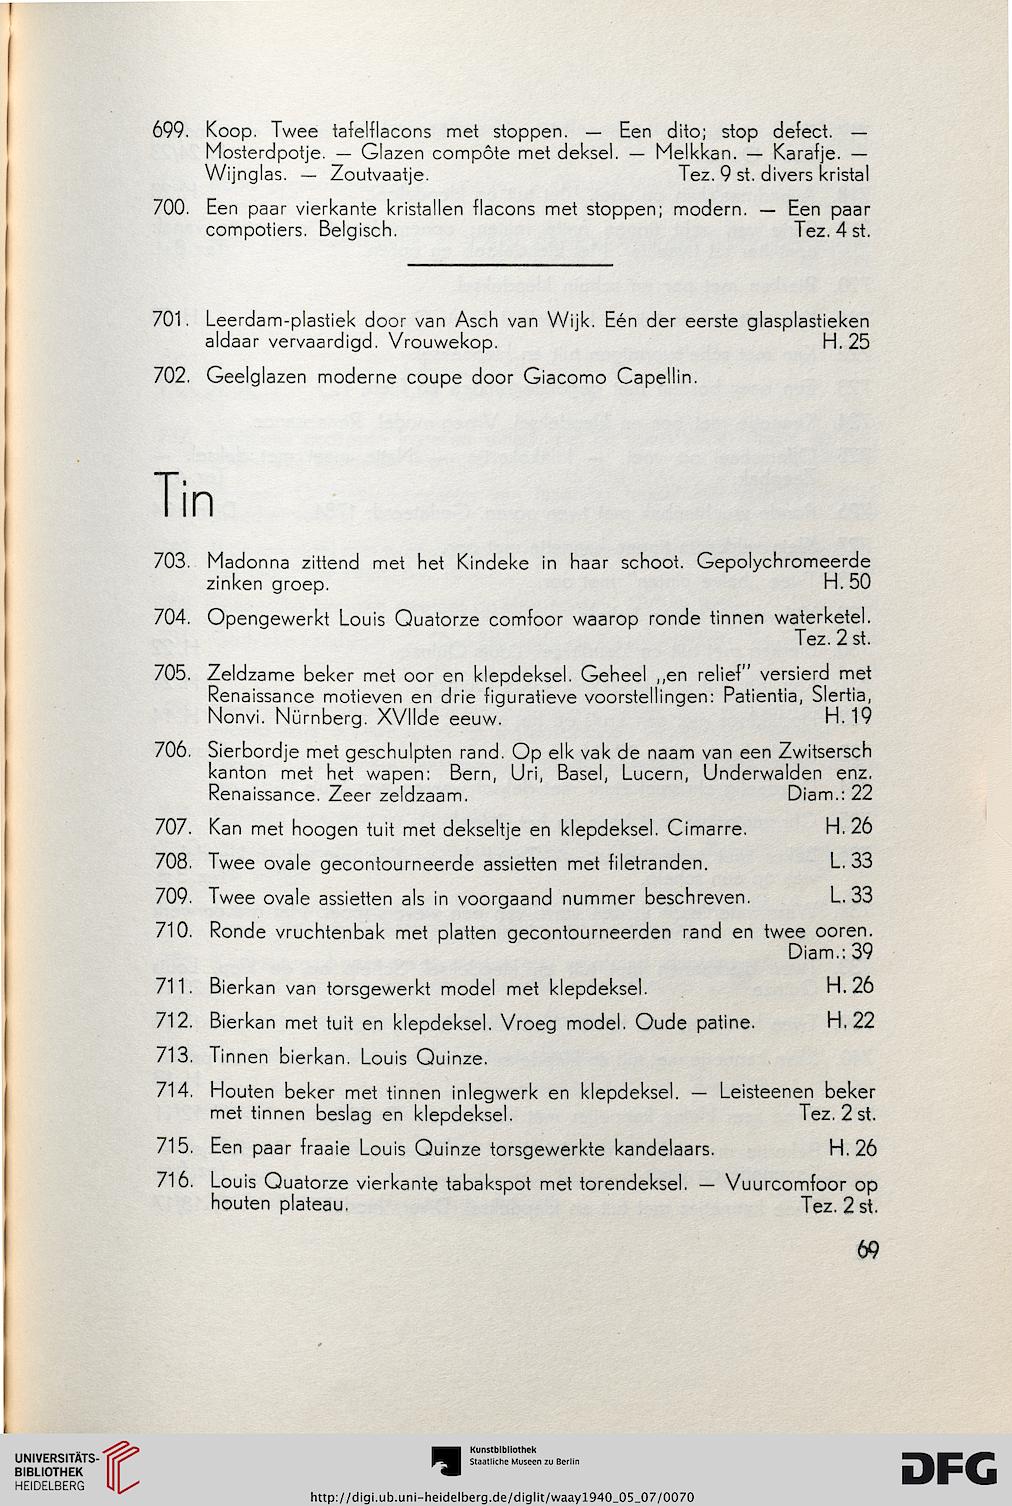 699. Koop. Twee tafelflacons met stoppen. — Een dito; stop defect. —
Mosterdpotje. — Glazen compôte met deksel. — Melkkan. — Karafje. —
Wijnglas. — Zoutvaatje. Tez. 9 st. divers kristal
700. Een paar vierkante kristallen flacons met stoppen; modern. — Een paar
compotiers. Belgisch. Tez. 4 st.
701. Leerdam-plastiek door van Asch van Wijk. Eén der eerste glasplastieken
aldaar vervaardigd. Vrouwekop. H. 25
702. Geelglazen moderne coupe door Giacomo Capellin.
Tin
703. Madonna zittend met het Kindeke in haar schoot. Gepolychromeerde
zinken groep. H. 50
704. Opengewerkt Louis Quatorze comfoor waarop ronde tinnen waterketel.
Tez. 2 st.
705. Zeldzame beker met oor en klepdeksel. Geheel ,,en relief" versierd met
Renaissance motieven en drie figuratieve voorstellingen: Patientia, Slertia,
Nonvi. Nürnberg. XVIIde eeuw. H. 19
706. Sierbordje met geschulpten rand. Op elk vak de naam van een Zwitsersch
kanton met het wapen: Bern, Uri, Basel, Lucern, Underwalden enz.
Renaissance. Zeer zeldzaam. Diam.: 22
707. Kan met hoogen tuit met dekseltje en klepdeksel. Cimarre. H. 26
708. Twee ovale gecontourneerde assietten met filetranden. L. 33
709. Twee ovale assietten als in voorgaand nummer beschreven. L. 33
710. Ronde vruchtenbak met platten gecontourneerden rand en twee ooren.
Diam.: 39
711. Bierkan van torsgewerkt model met klepdeksel. H. 26
712. Bierkan met tuit en klepdeksel. Vroeg model. Oude patine. H. 22
713. Tinnen bierkan. Louis Quinze.
714. Houten beker met tinnen inlegwerk en klepdeksel. — Leisteenen beker
met tinnen beslag en klepdeksel. Tez. 2 st.
715. Een paar fraaie Louis Quinze torsgewerkte kandelaars. H. 26
716. Louis Quatorze vierkante tabakspot met torendeksel. — Vuurcomfoor op
houten plateau. Tez. 2 st.
69
UNIVERSITÄTS-
BIBLIOTHEK
HEIDELBERG
Kunstbibliothek
Staatliche Museen zu Berlin
DFG
http://digi.ub.uni-heidelberg.de/diglit/waay1940_05_07/0070